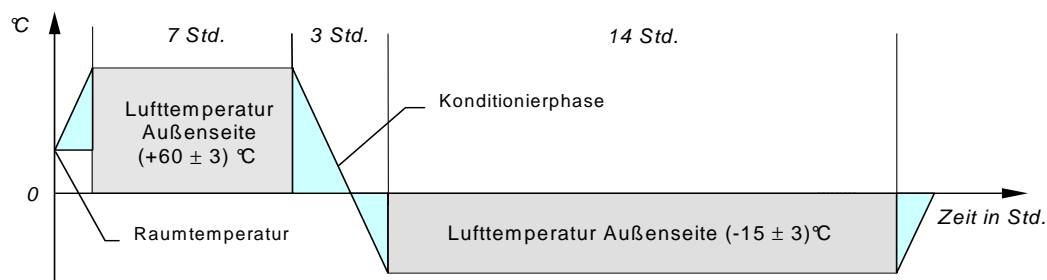 °C
7 Std.
3 Std.
14 Std.
Lufttemperatur
Außenseite
(+60 ± 3) °C
Konditionierphase
0
Zeit in Std.
Raumtemperatur
Lufttemperatur Außenseite (-15 ± 3)°C